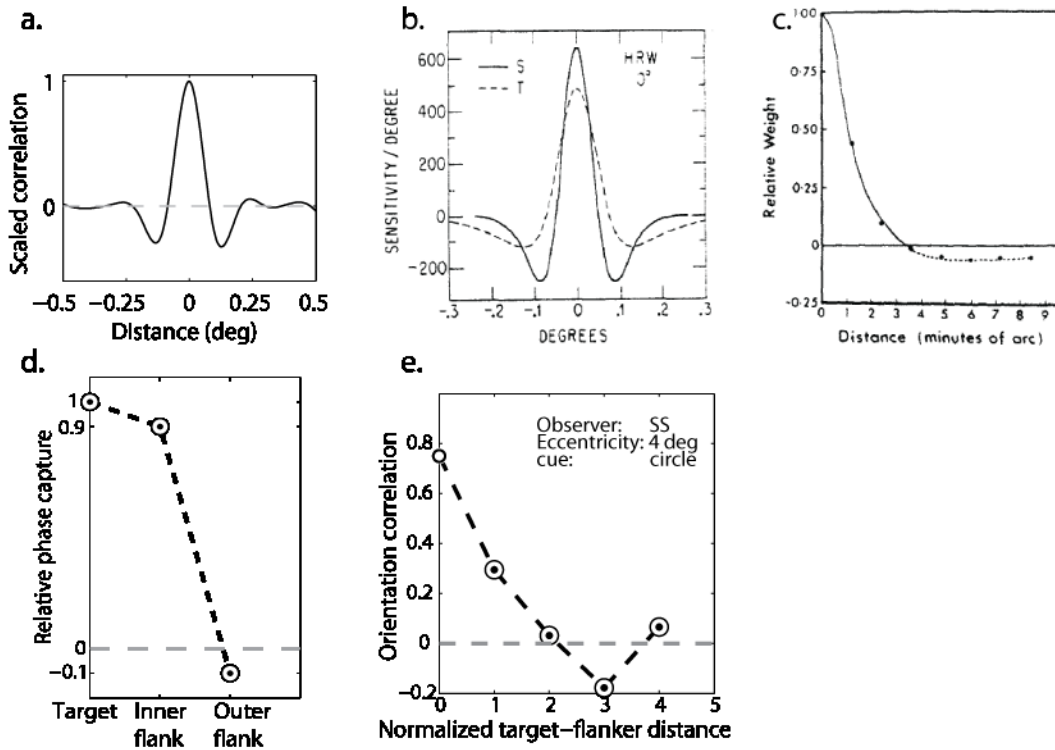 a.
Scaled correlation
1
0
−0.5 −0.25 0 0.25 0.5
Distance (deg)
b.
SENSITIVITY/DEGREE
600
400
200
0
-200
S
T
HRW
-.3 -.2 -.1 0. .1 .2 .3
DEGREES
c.
Relative Weight
1·00
0·50
0·25
0
-0·25
0 1 2 3 4 5 6 7 8 9
Distance (minutes of arc)
d.
Relative phase capture
1
0.9
0
−0.1
Target Inner flank Outer flank
e.
Orientation correlation
0.8
0.6
0.4
0.2
0
−0.2
Observer: SS
Eccentricity: 4 deg
cue: circle
0 1 2 3 4 5
Normalized target−flanker distance